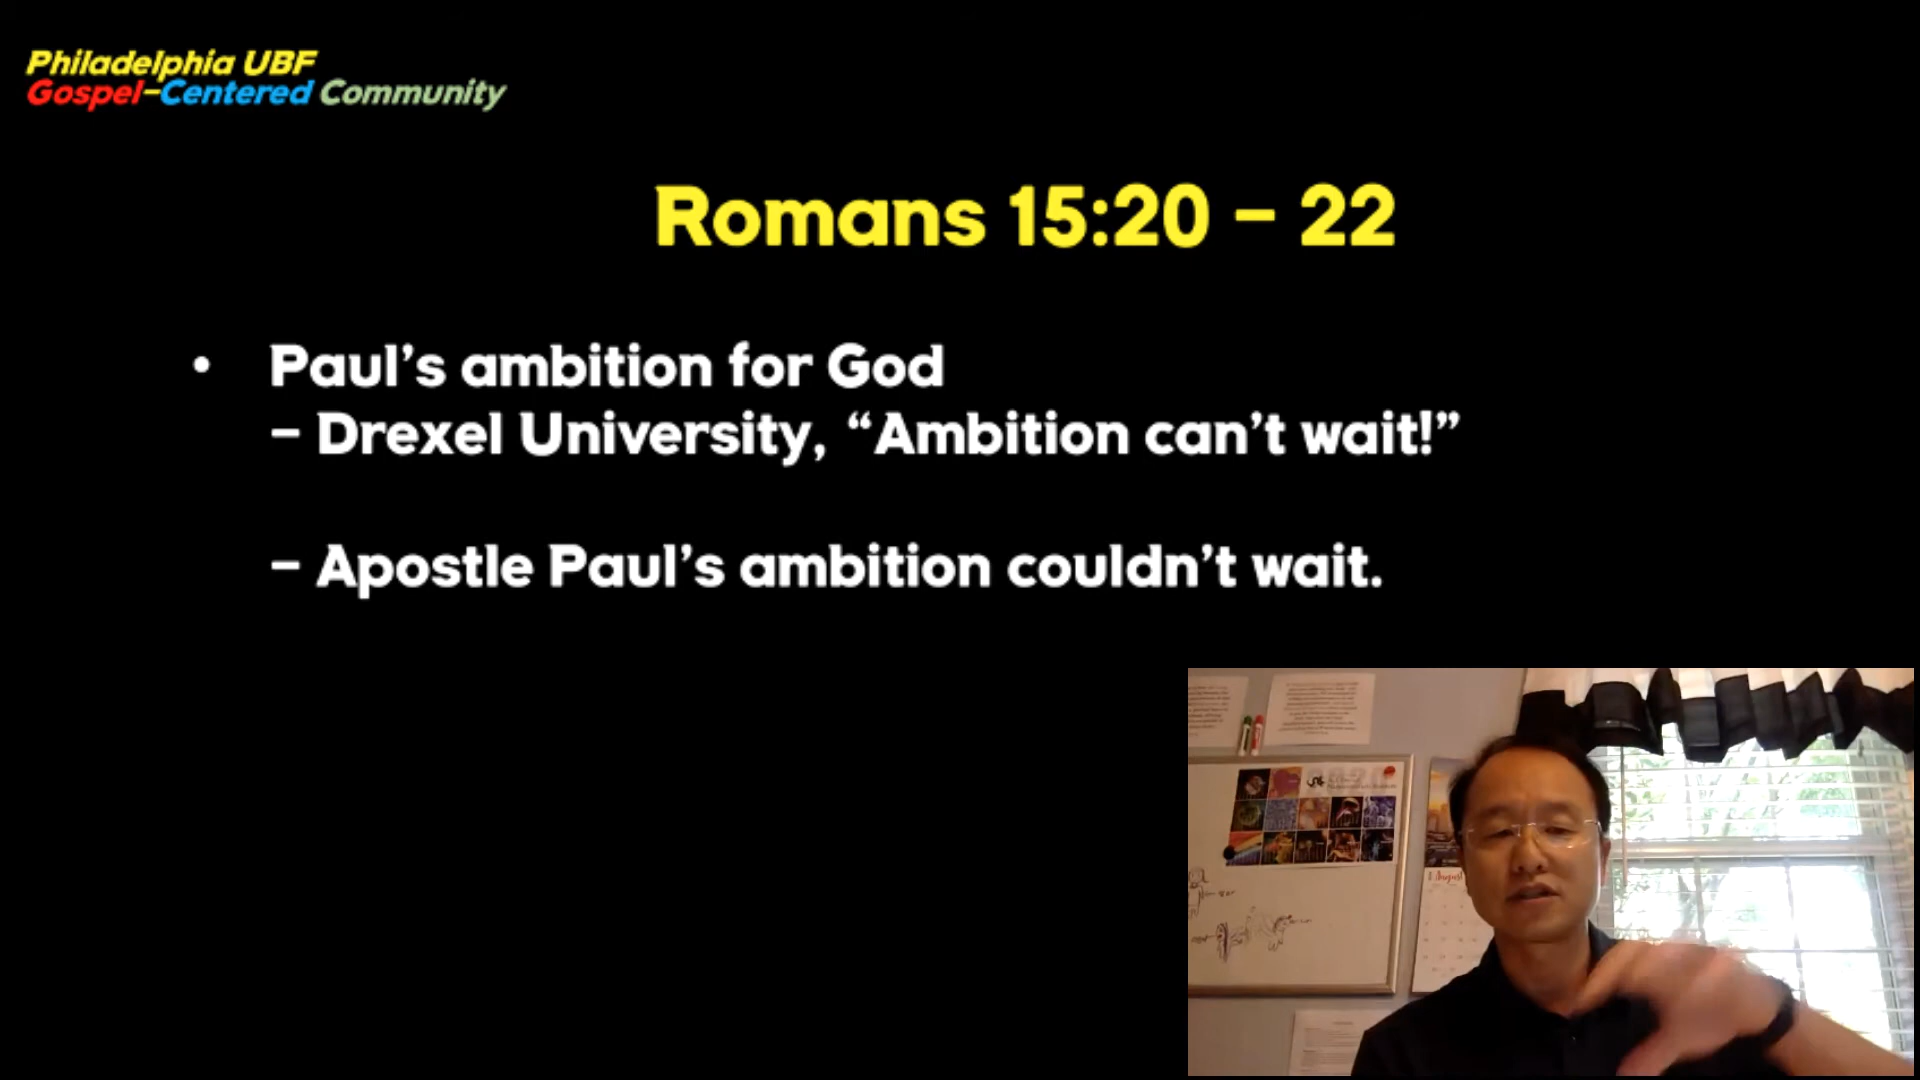 Philadelphia UBF
Gospel-Centered Community
Romans 15:20 – 22
• Paul’s ambition for God
– Drexel University, “Ambition can’t wait!”
– Apostle Paul’s ambition couldn’t wait.
August